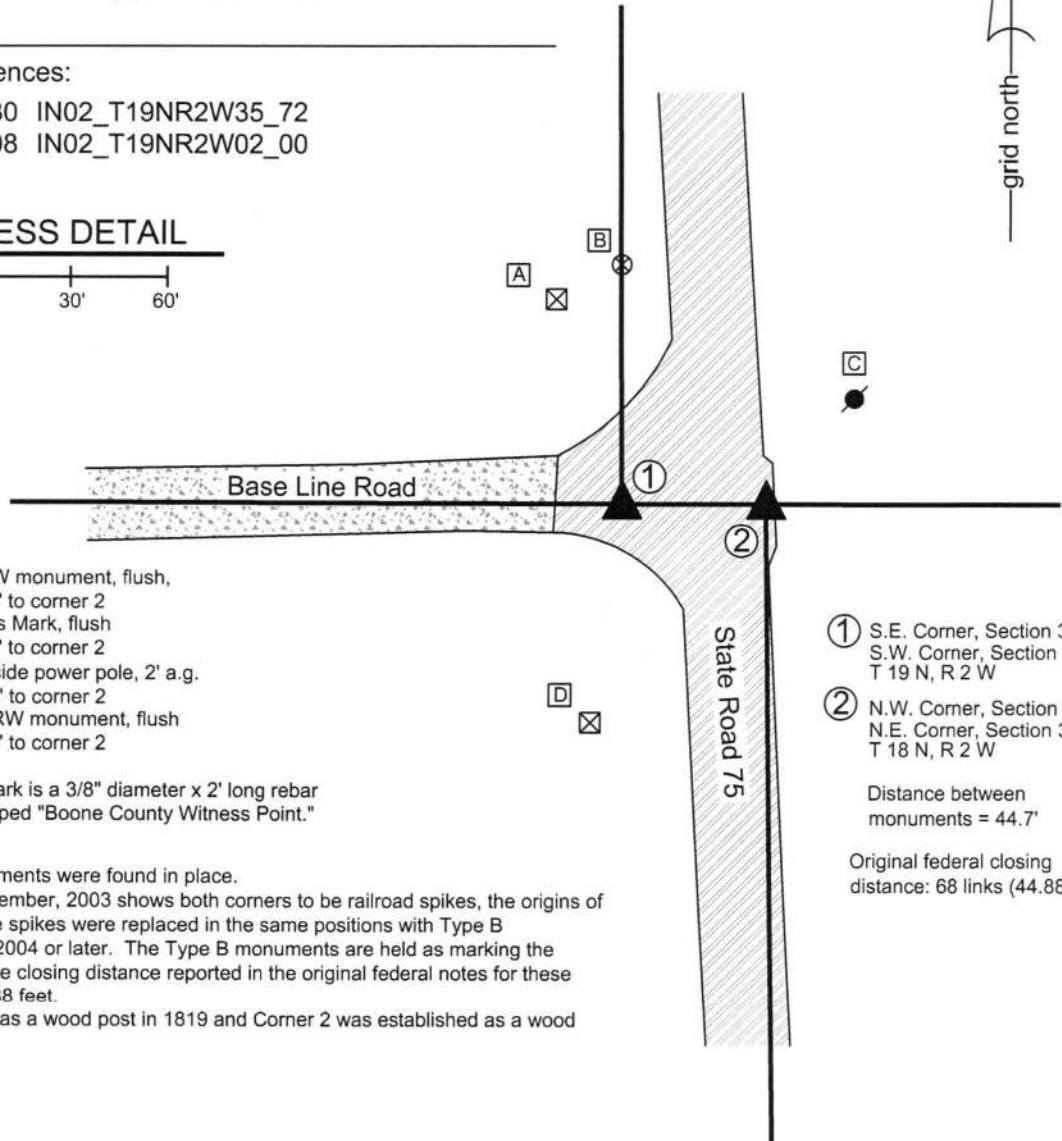 ences:
30 IN02_T19NR2W35_72
98 IN02_T19NR2W02_00
ESS DETAIL
30' 60'
grid north
A
B
C
D
1
2
Base Line Road
State Road 75
W monument, flush,
' to corner 2
s Mark, flush
' to corner 2
side power pole, 2' a.g.
' to corner 2
RW monument, flush
' to corner 2
ark is a 3/8" diameter x 2' long rebar
ped "Boone County Witness Point."
ments were found in place.
ember, 2003 shows both corners to be railroad spikes, the origins of
e spikes were replaced in the same positions with Type B
2004 or later. The Type B monuments are held as marking the
e closing distance reported in the original federal notes for these
88 feet.
as a wood post in 1819 and Corner 2 was established as a wood
1 S.E. Corner, Section 3
S.W. Corner, Section
T 19 N, R 2 W
2 N.W. Corner, Section
N.E. Corner, Section 3
T 18 N, R 2 W
Distance between
monuments = 44.7'
Original federal closing
distance: 68 links (44.88